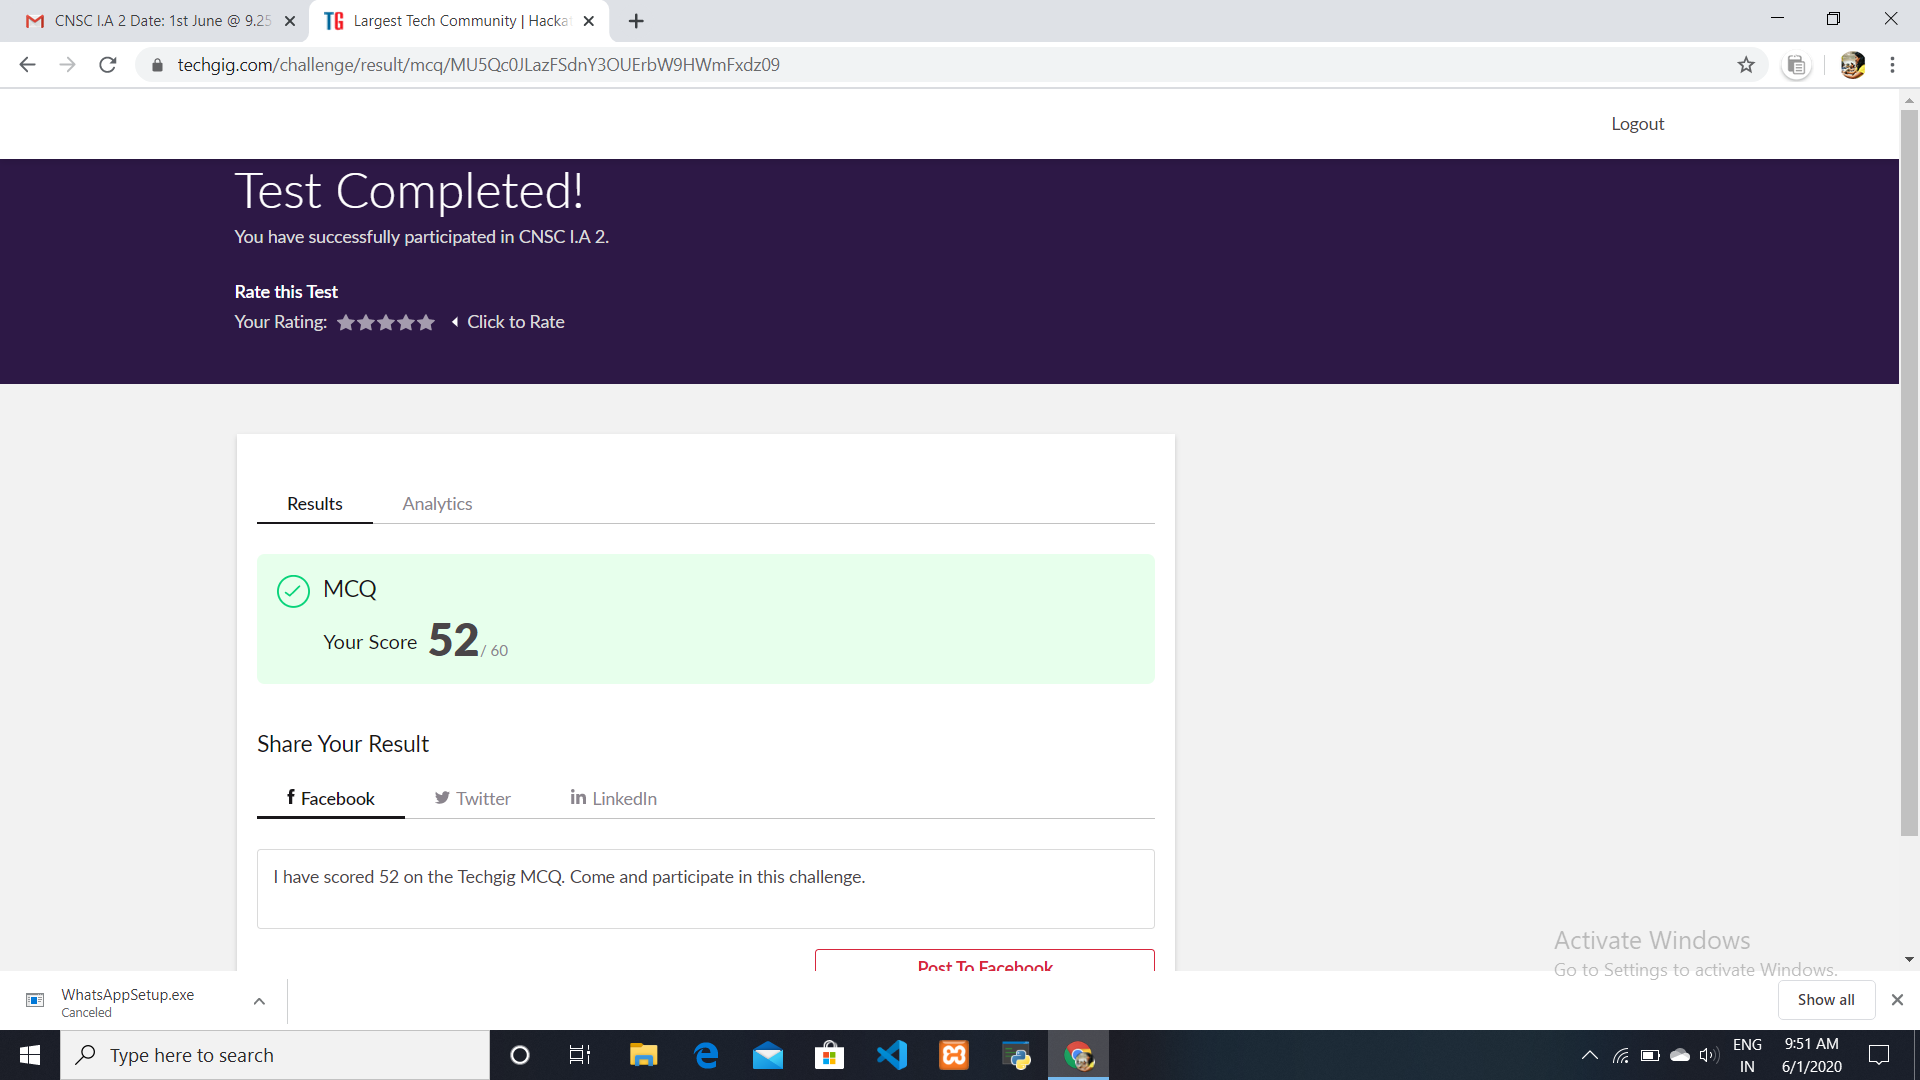 CNSC I.A 2 Date: 1st June @ 9.25
TG Largest Tech Community | Hacka
techgig.com/challenge/result/mcq/MU5Qc0JLazFSdnY3OUErbW9HWmFxdz09
Logout
Test Completed!
You have successfully participated in CNSC I.A 2.
Rate this Test
Your Rating: Click to Rate
Results Analytics
MCQ
Your Score 52 / 60
Share Your Result
Facebook Twitter LinkedIn
I have scored 52 on the Techgig MCQ. Come and participate in this challenge.
Post To Facebook
Activate Windows
Go to Settings to activate Windows.
WhatsAppSetup.exe
Canceled
Show all
Type here to search
ENG
IN
9:51 AM
6/1/2020